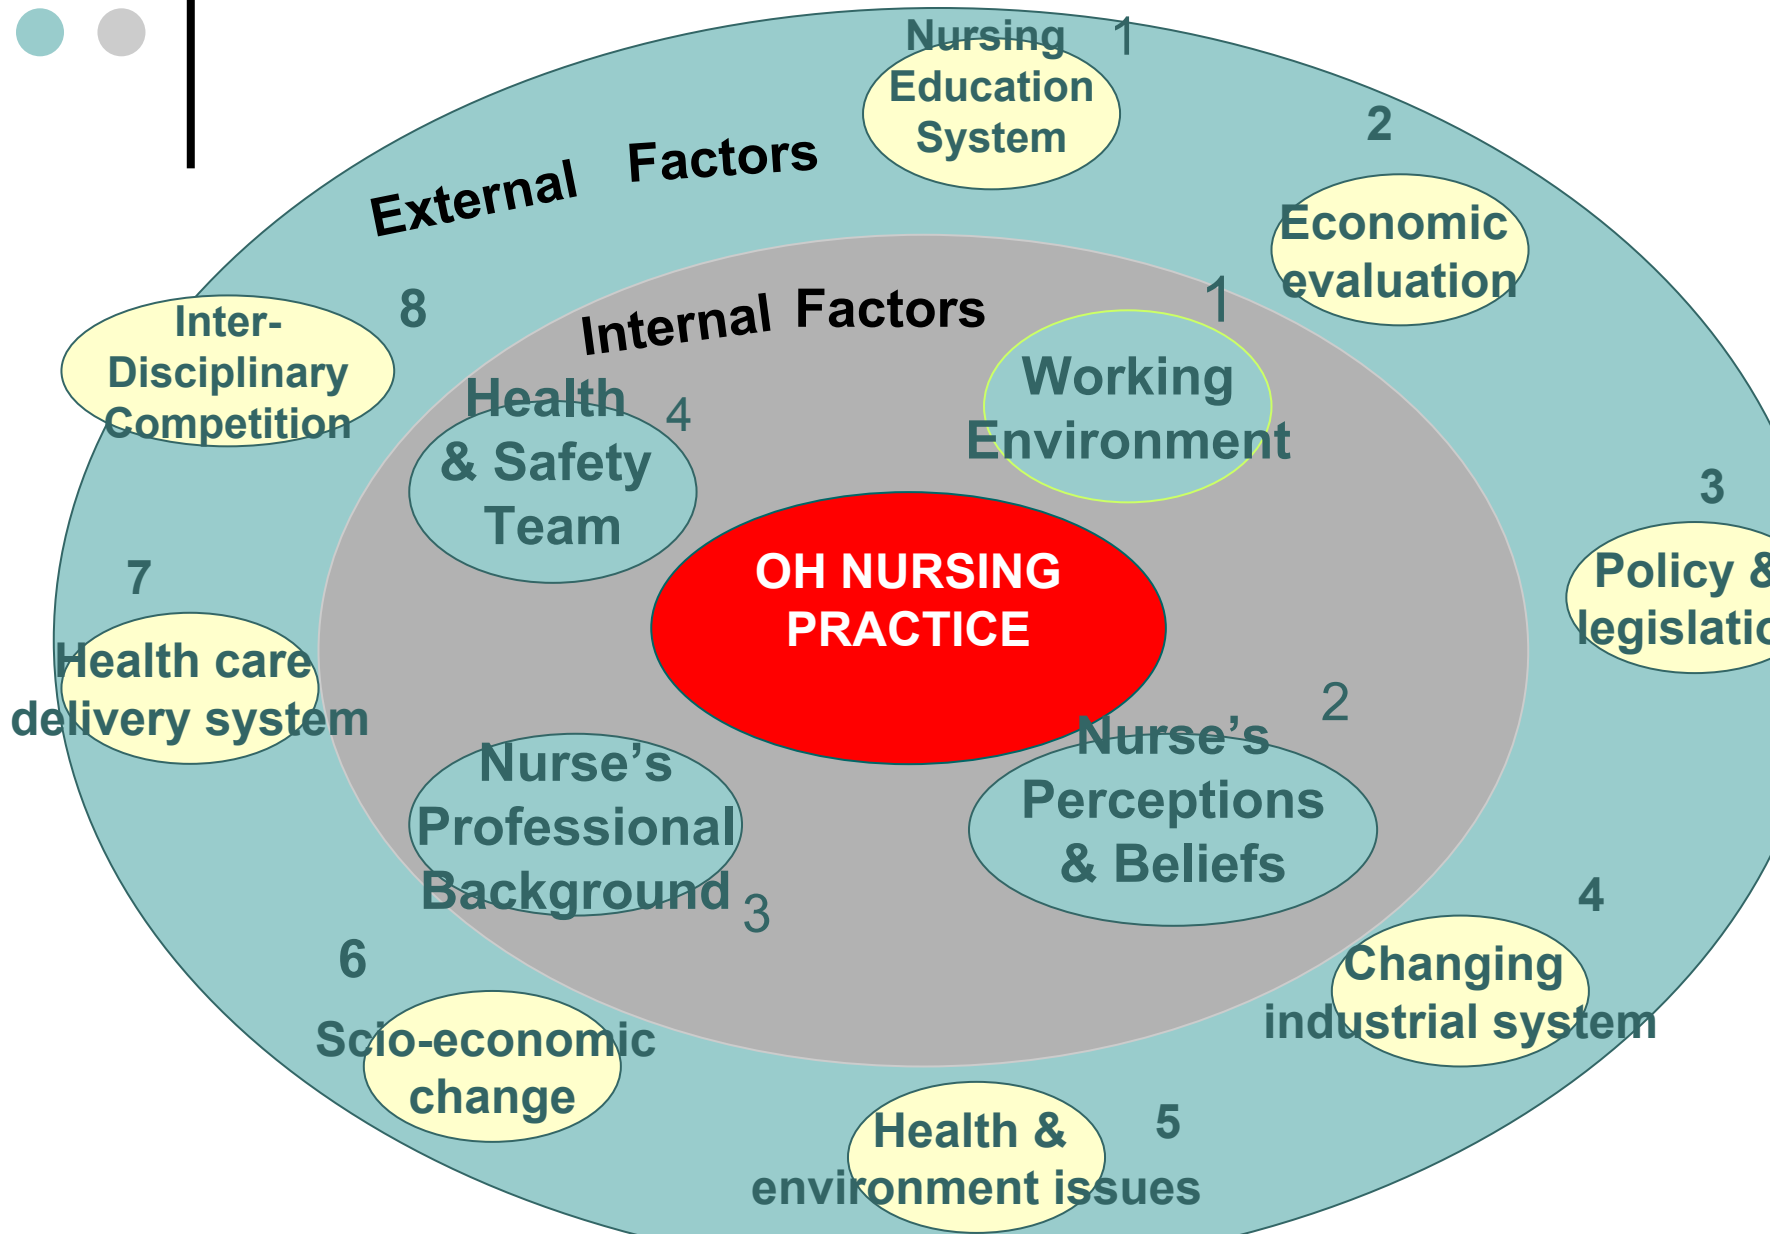 External Factors
Nursing
Education
System
1
2
Economic
evaluation
3
Policy &
legislatio
4
Changing
industrial system
5
Health &
environment issues
6
Scio-economic
change
7
Health care
delivery system
8
Inter-
Disciplinary
Competition
Internal Factors
1
Working
Environment
2
Nurse’s
Perceptions
& Beliefs
Nurse’s
Professional
Background
3
Health
& Safety
Team
4
OH NURSING
PRACTICE